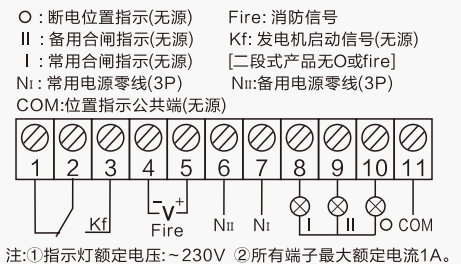 O：断电位置指示(无源) Fire: 消防信号
II：备用合闸指示(无源) Kf: 发电机启动信号(无源)
I：常用合闸指示(无源) [二段式产品无O或fire]
NI：常用电源零线(3P) NII:备用电源零线(3P)
COM:位置指示公共端(无源)
1 2 3 4 5 6 7 8 9 10 11
Kf − V + Fire NII NI I II O COM
注:①指示灯额定电压:~230V ②所有端子最大额定电流1A。